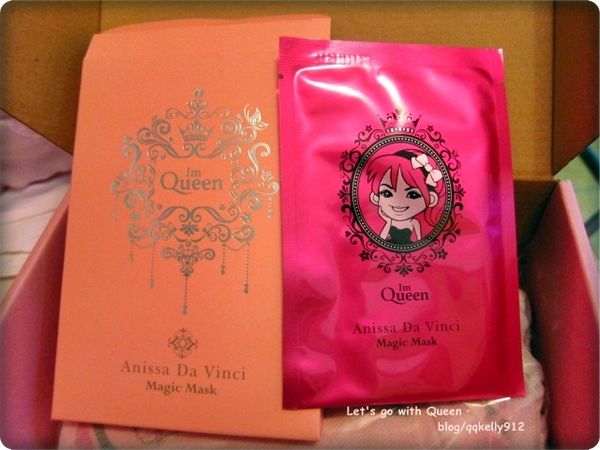 Im
Queen
Anissa Da Vinci
Magic Mask
Im
Queen
Anissa Da Vinci
Magic Mask
Let's go with Queen
blog/qqkelly912